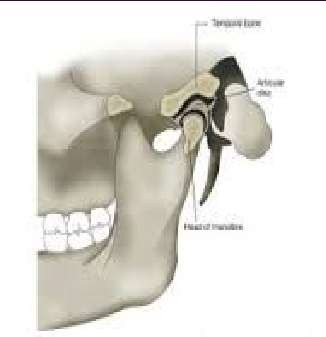 Temporal bone
Articular
disc
Head of mandible